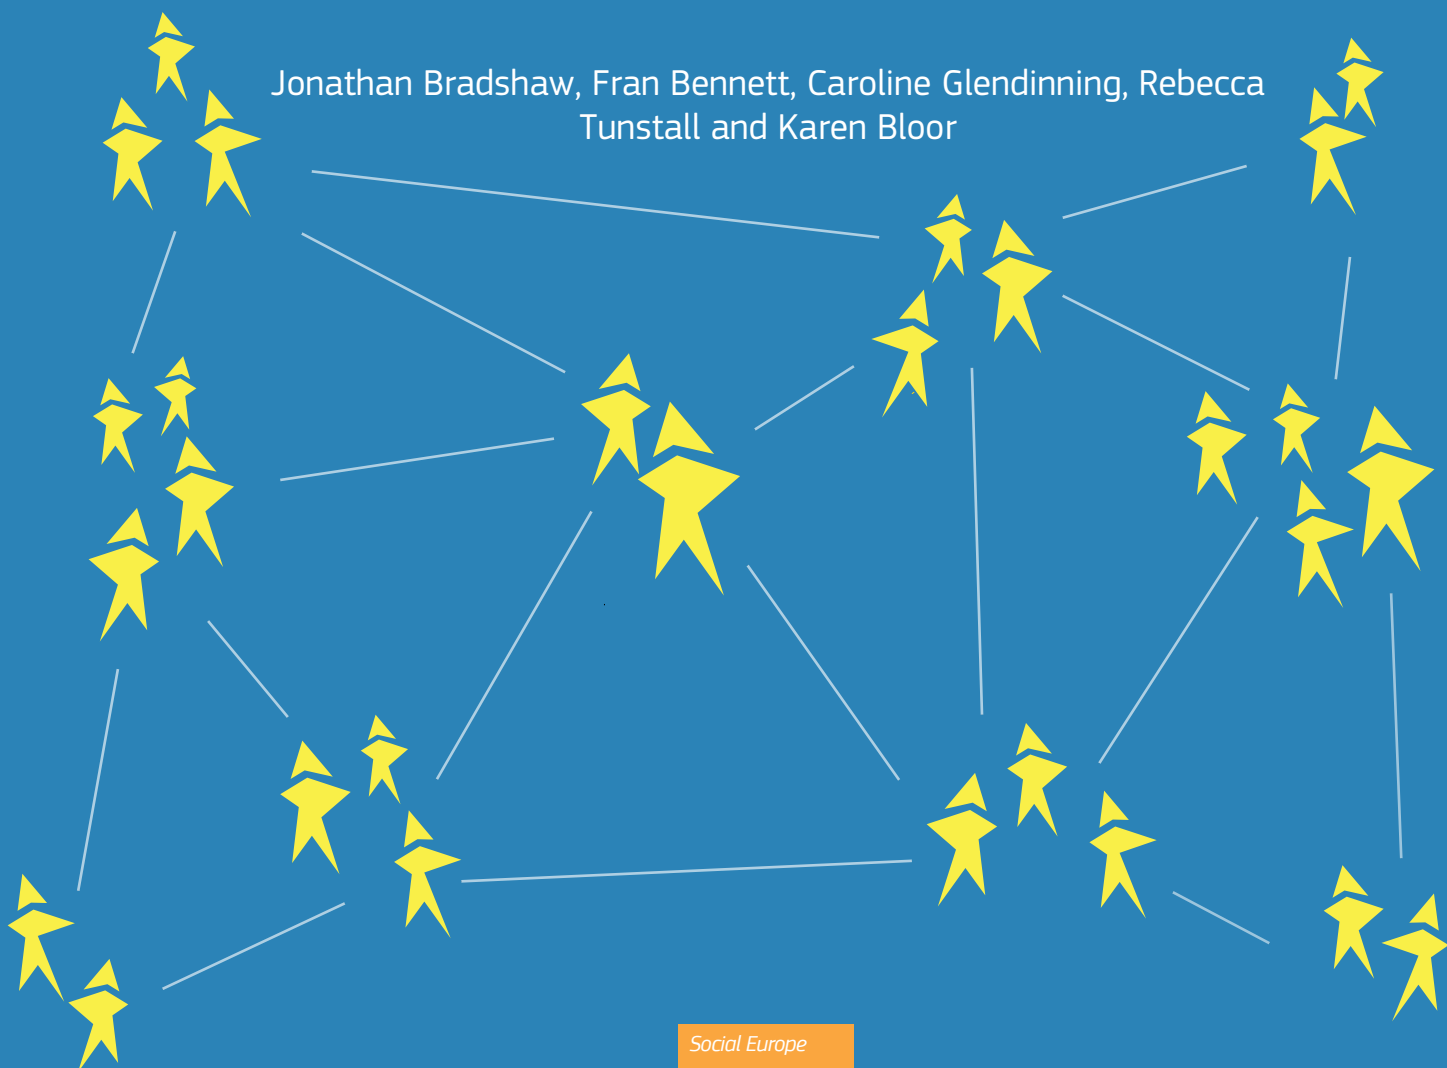 Jonathan Bradshaw, Fran Bennett, Caroline Glendinning, Rebecca
Tunstall and Karen Bloor
Social Europe